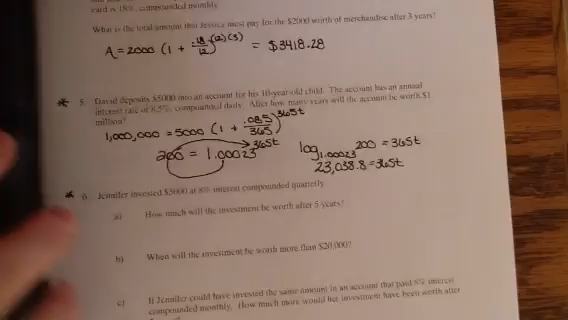 card is 18%, compounded monthly.
What is the total amount that Jessica must pay for the $2000 worth of merchandise after 3 years?
A = 2000 (1 + .18/12)^(12)(3) = $3418.28
* 5. David deposits $5000 into an account for his 10-year-old child. The account has an annual
interest rate of 8.5%, compounded daily. After how many years will the account be worth $1
million?
1,000,000 = 5000 (1 + .085/365)^365t
200 = 1.00023^365t
log_1.00023 200 = 365t
23,038.8 = 365t
* 6. Jennifer invested $5000 at 8% interest compounded quarterly.
a) How much will the investment be worth after 5 years?
b) When will the investment be worth more than $20,000?
c) If Jennifer could have invested the same amount in an account that paid 8% interest
compounded monthly. How much more would her investment have been worth after